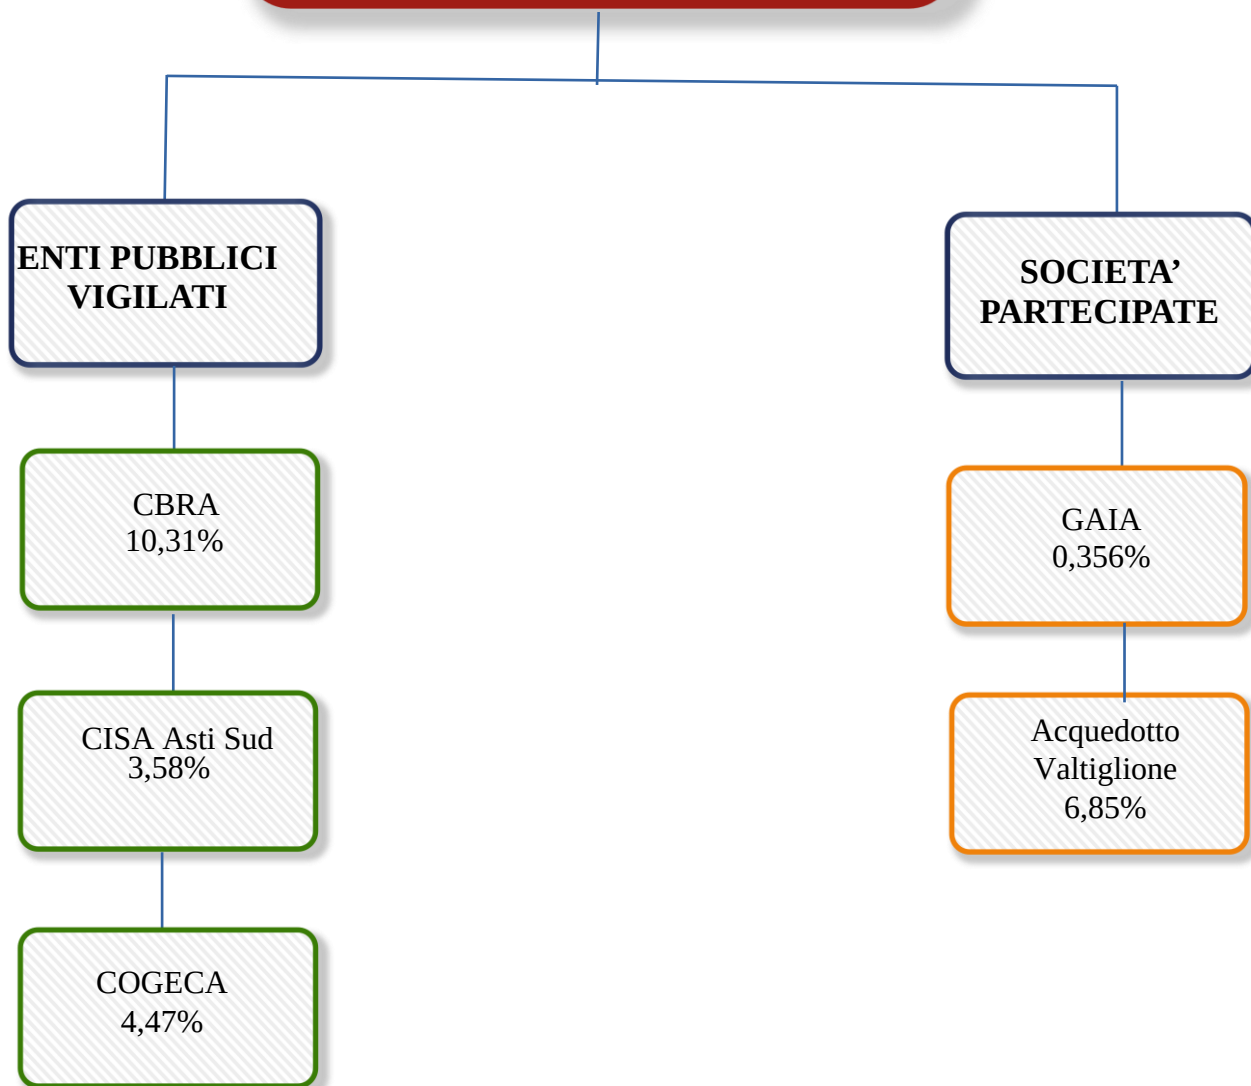 ENTI PUBBLICI
VIGILATI
CBRA
10,31%
CISA Asti Sud
3,58%
COGECA
4,47%
SOCIETA’
PARTECIPATE
GAIA
0,356%
Acquedotto
Valtiglione
6,85%